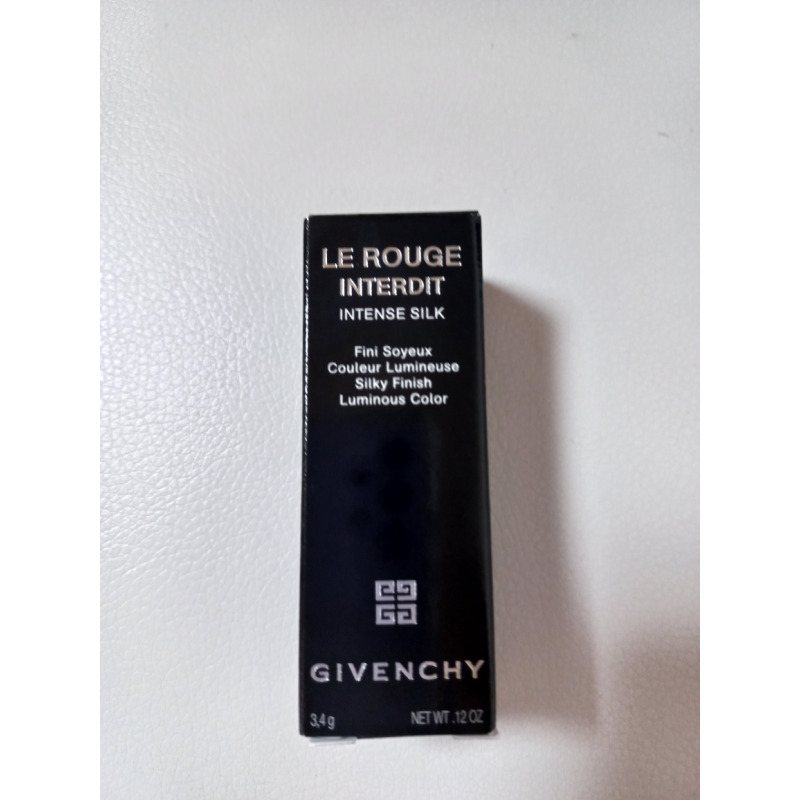 LE ROUGE
INTERDIT
INTENSE SILK
Fini Soyeux
Couleur Lumineuse
Silky Finish
Luminous Color
GIVENCHY
3,4 g NET WT .12 OZ